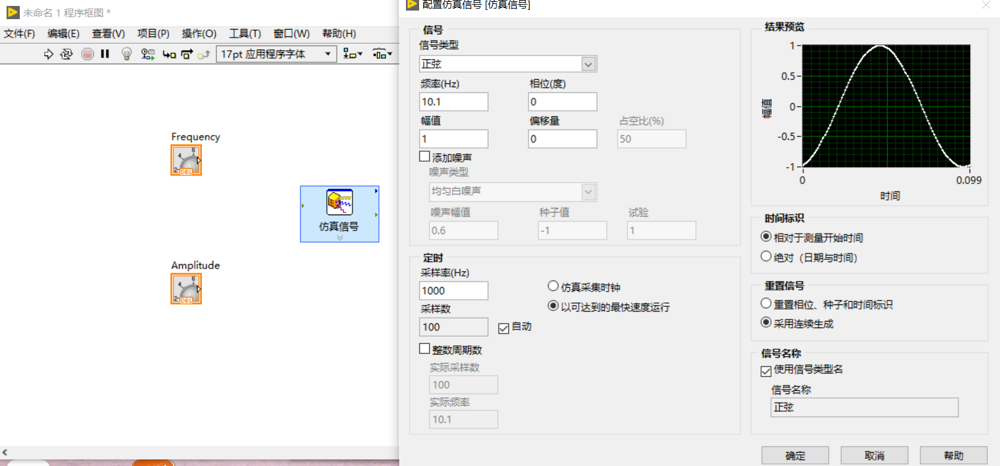 未命名 1 程序框图 *
文件(F) 编辑(E) 查看(V) 项目(P) 操作(O) 工具(T) 窗口(W) 帮助(H)
17pt 应用程序字体
Frequency
4 6
2
DBL
仿真信号
Amplitude
4 6
2
DBL
配置仿真信号 [仿真信号]
信号
信号类型
正弦
频率(Hz) 相位(度)
10.1 0
幅值 偏移量 占空比(%)
1 0 50
添加噪声
噪声类型
均匀白噪声
噪声幅值 种子值 试验
0.6 -1 1
定时
采样率(Hz)
1000
仿真采集时钟
以可达到的最快速度运行
采样数
100 自动
整数周期数
实际采样数
100
实际频率
10.1
结果预览
1
0.5
0
-0.5
-1
幅值
0 0.099
时间
时间标识
相对于测量开始时间
绝对（日期与时间）
重置信号
重置相位、种子和时间标识
采用连续生成
信号名称
使用信号类型名
信号名称
正弦
确定 取消 帮助